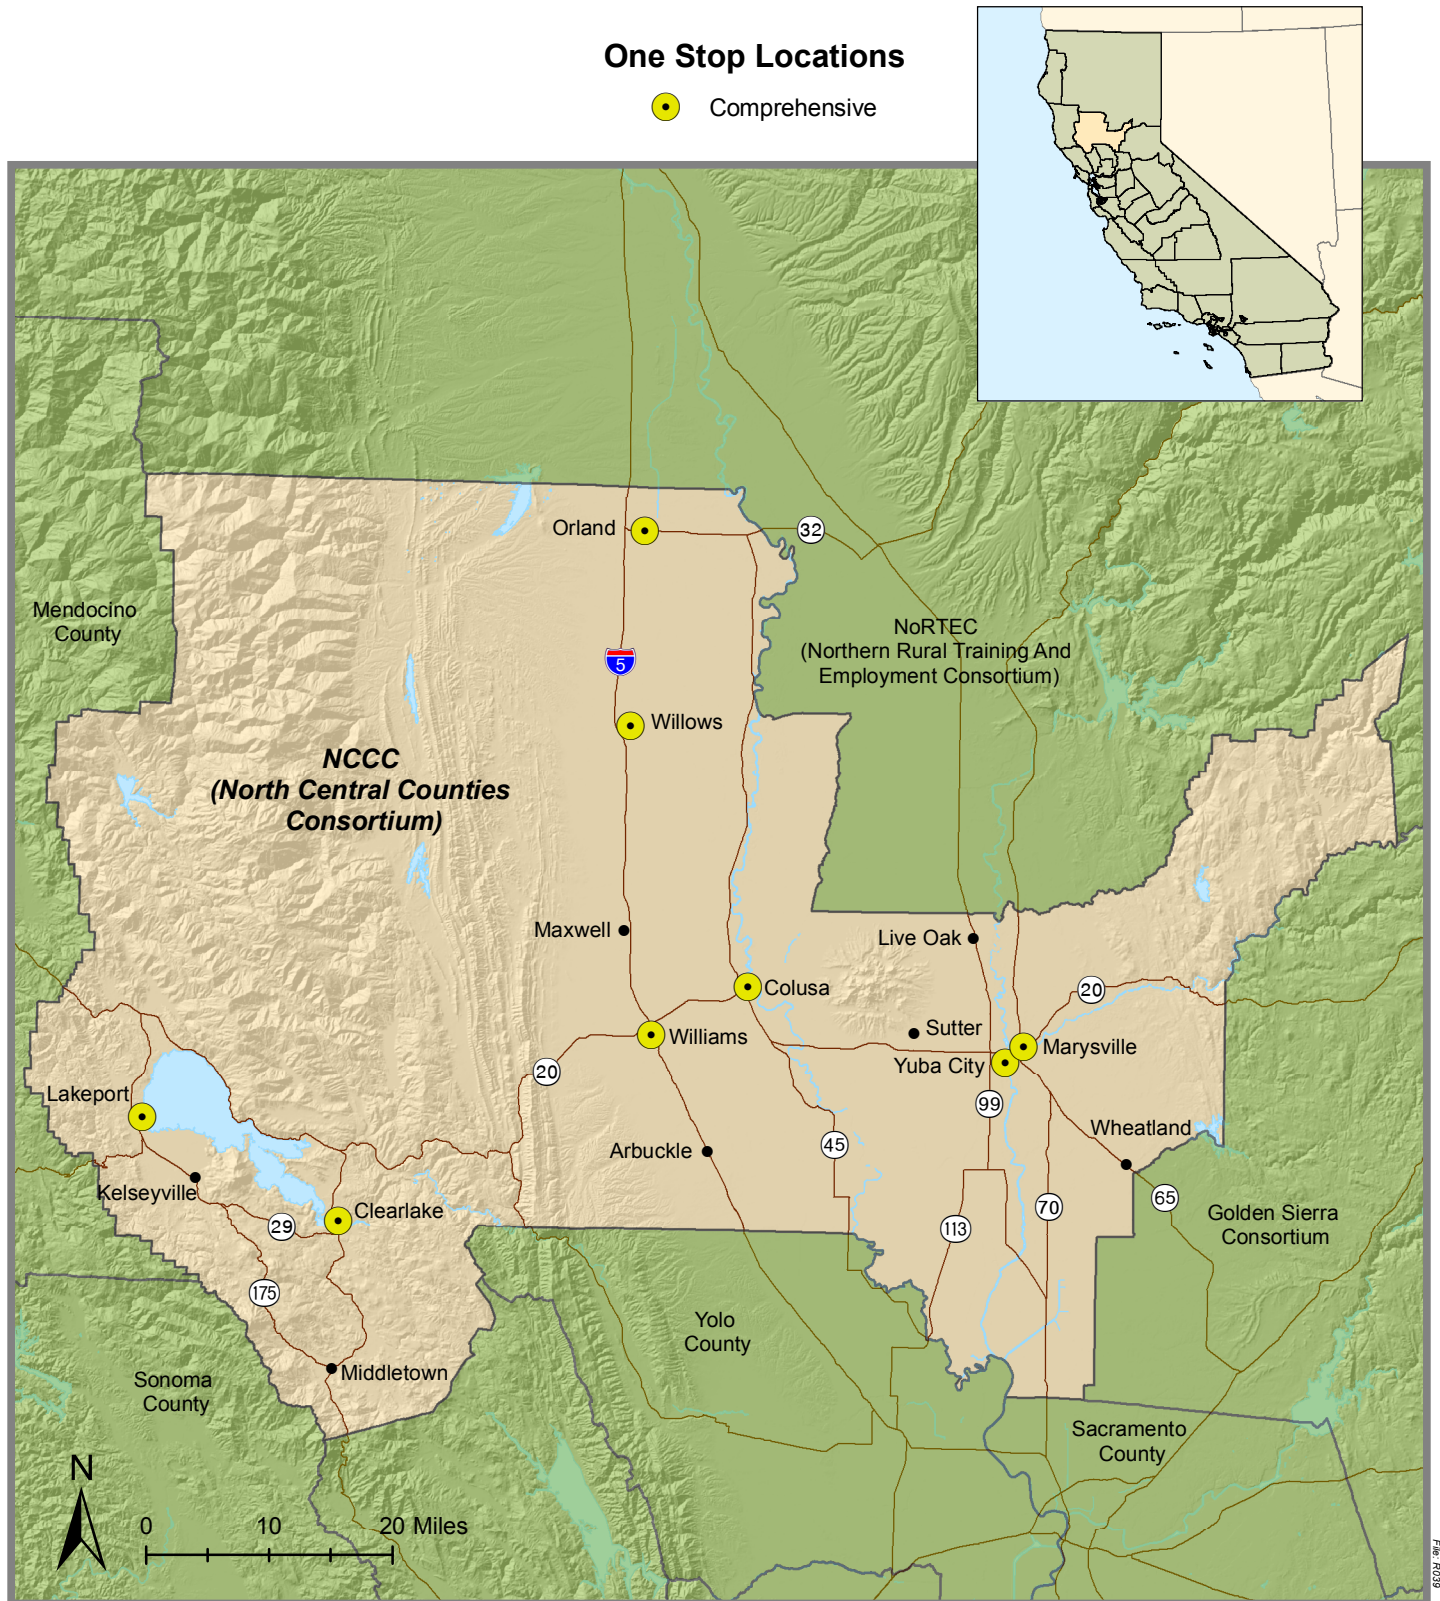 One Stop Locations
Comprehensive
Orland
32
Mendocino
County
NoRTEC
(Northern Rural Training And
Employment Consortium)
5
Willows
NCCC
(North Central Counties
Consortium)
Maxwell
Live Oak
Colusa
20
Sutter
Williams
Marysville
Yuba City
20
Lakeport
99
Wheatland
Arbuckle
45
Kelseyville
65
Clearlake
70
29
113
Golden Sierra
Consortium
175
Yolo
County
Middletown
Sonoma
County
Sacramento
County
N
0 10 20 Miles
File: R039